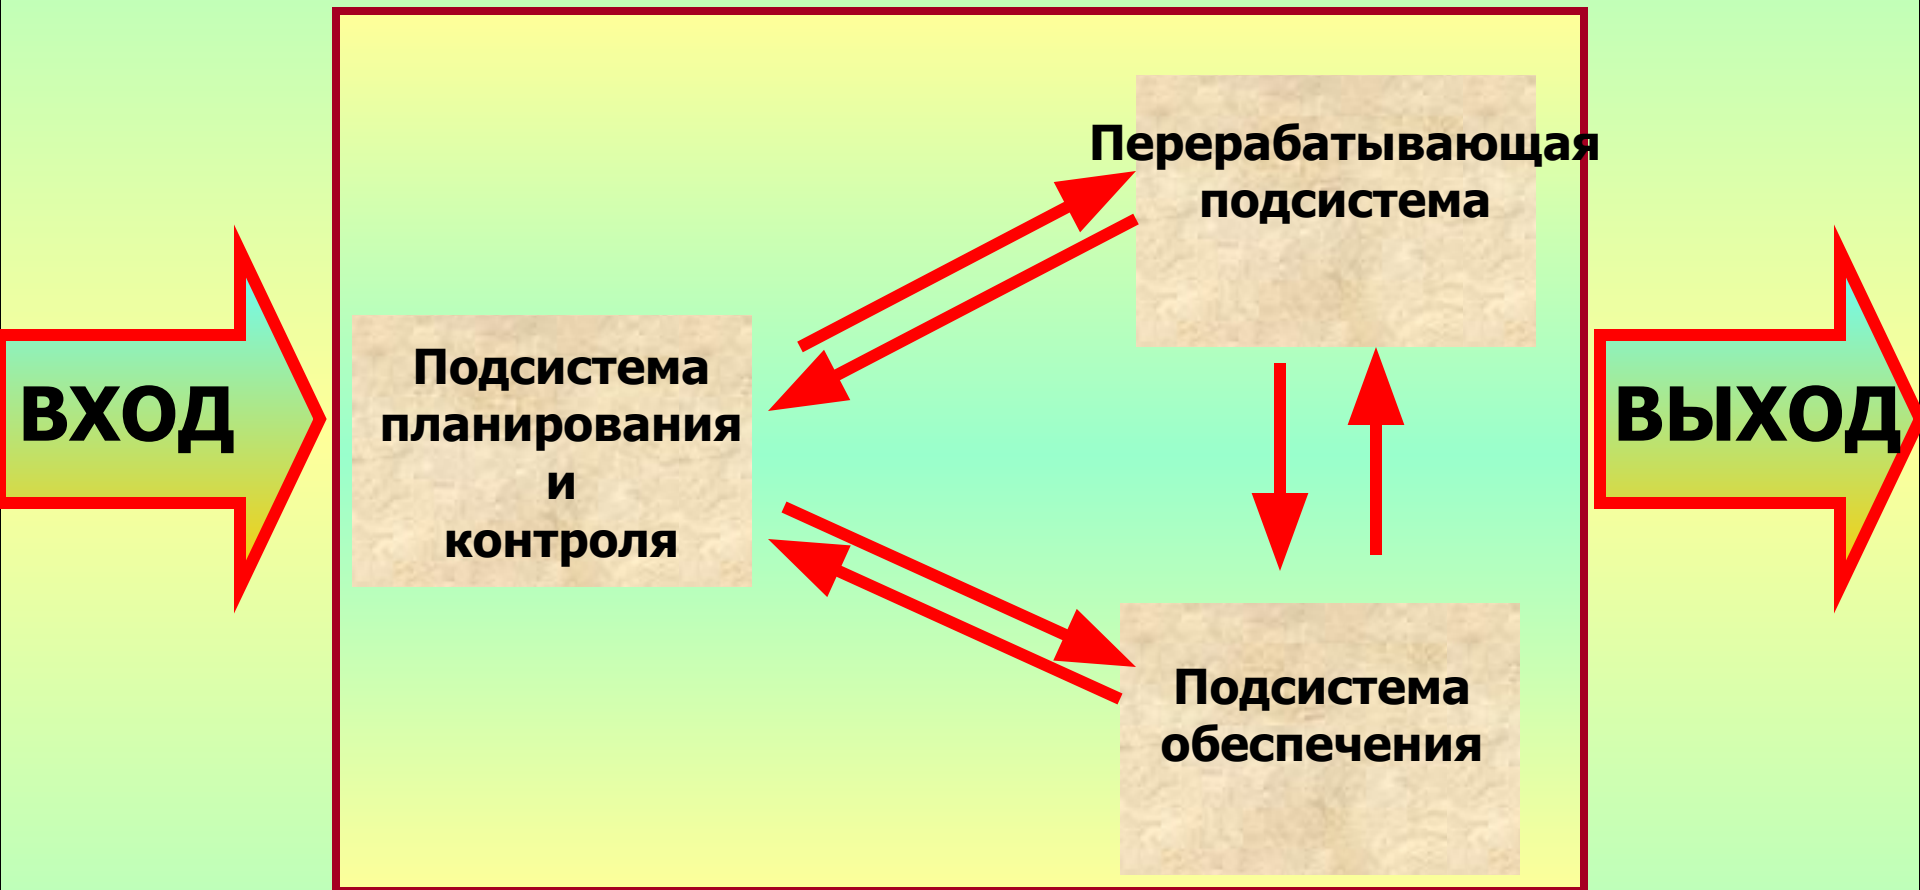 ВХОД
Подсистема
планирования
и
контроля
Перерабатывающая
подсистема
Подсистема
обеспечения
ВЫХОД